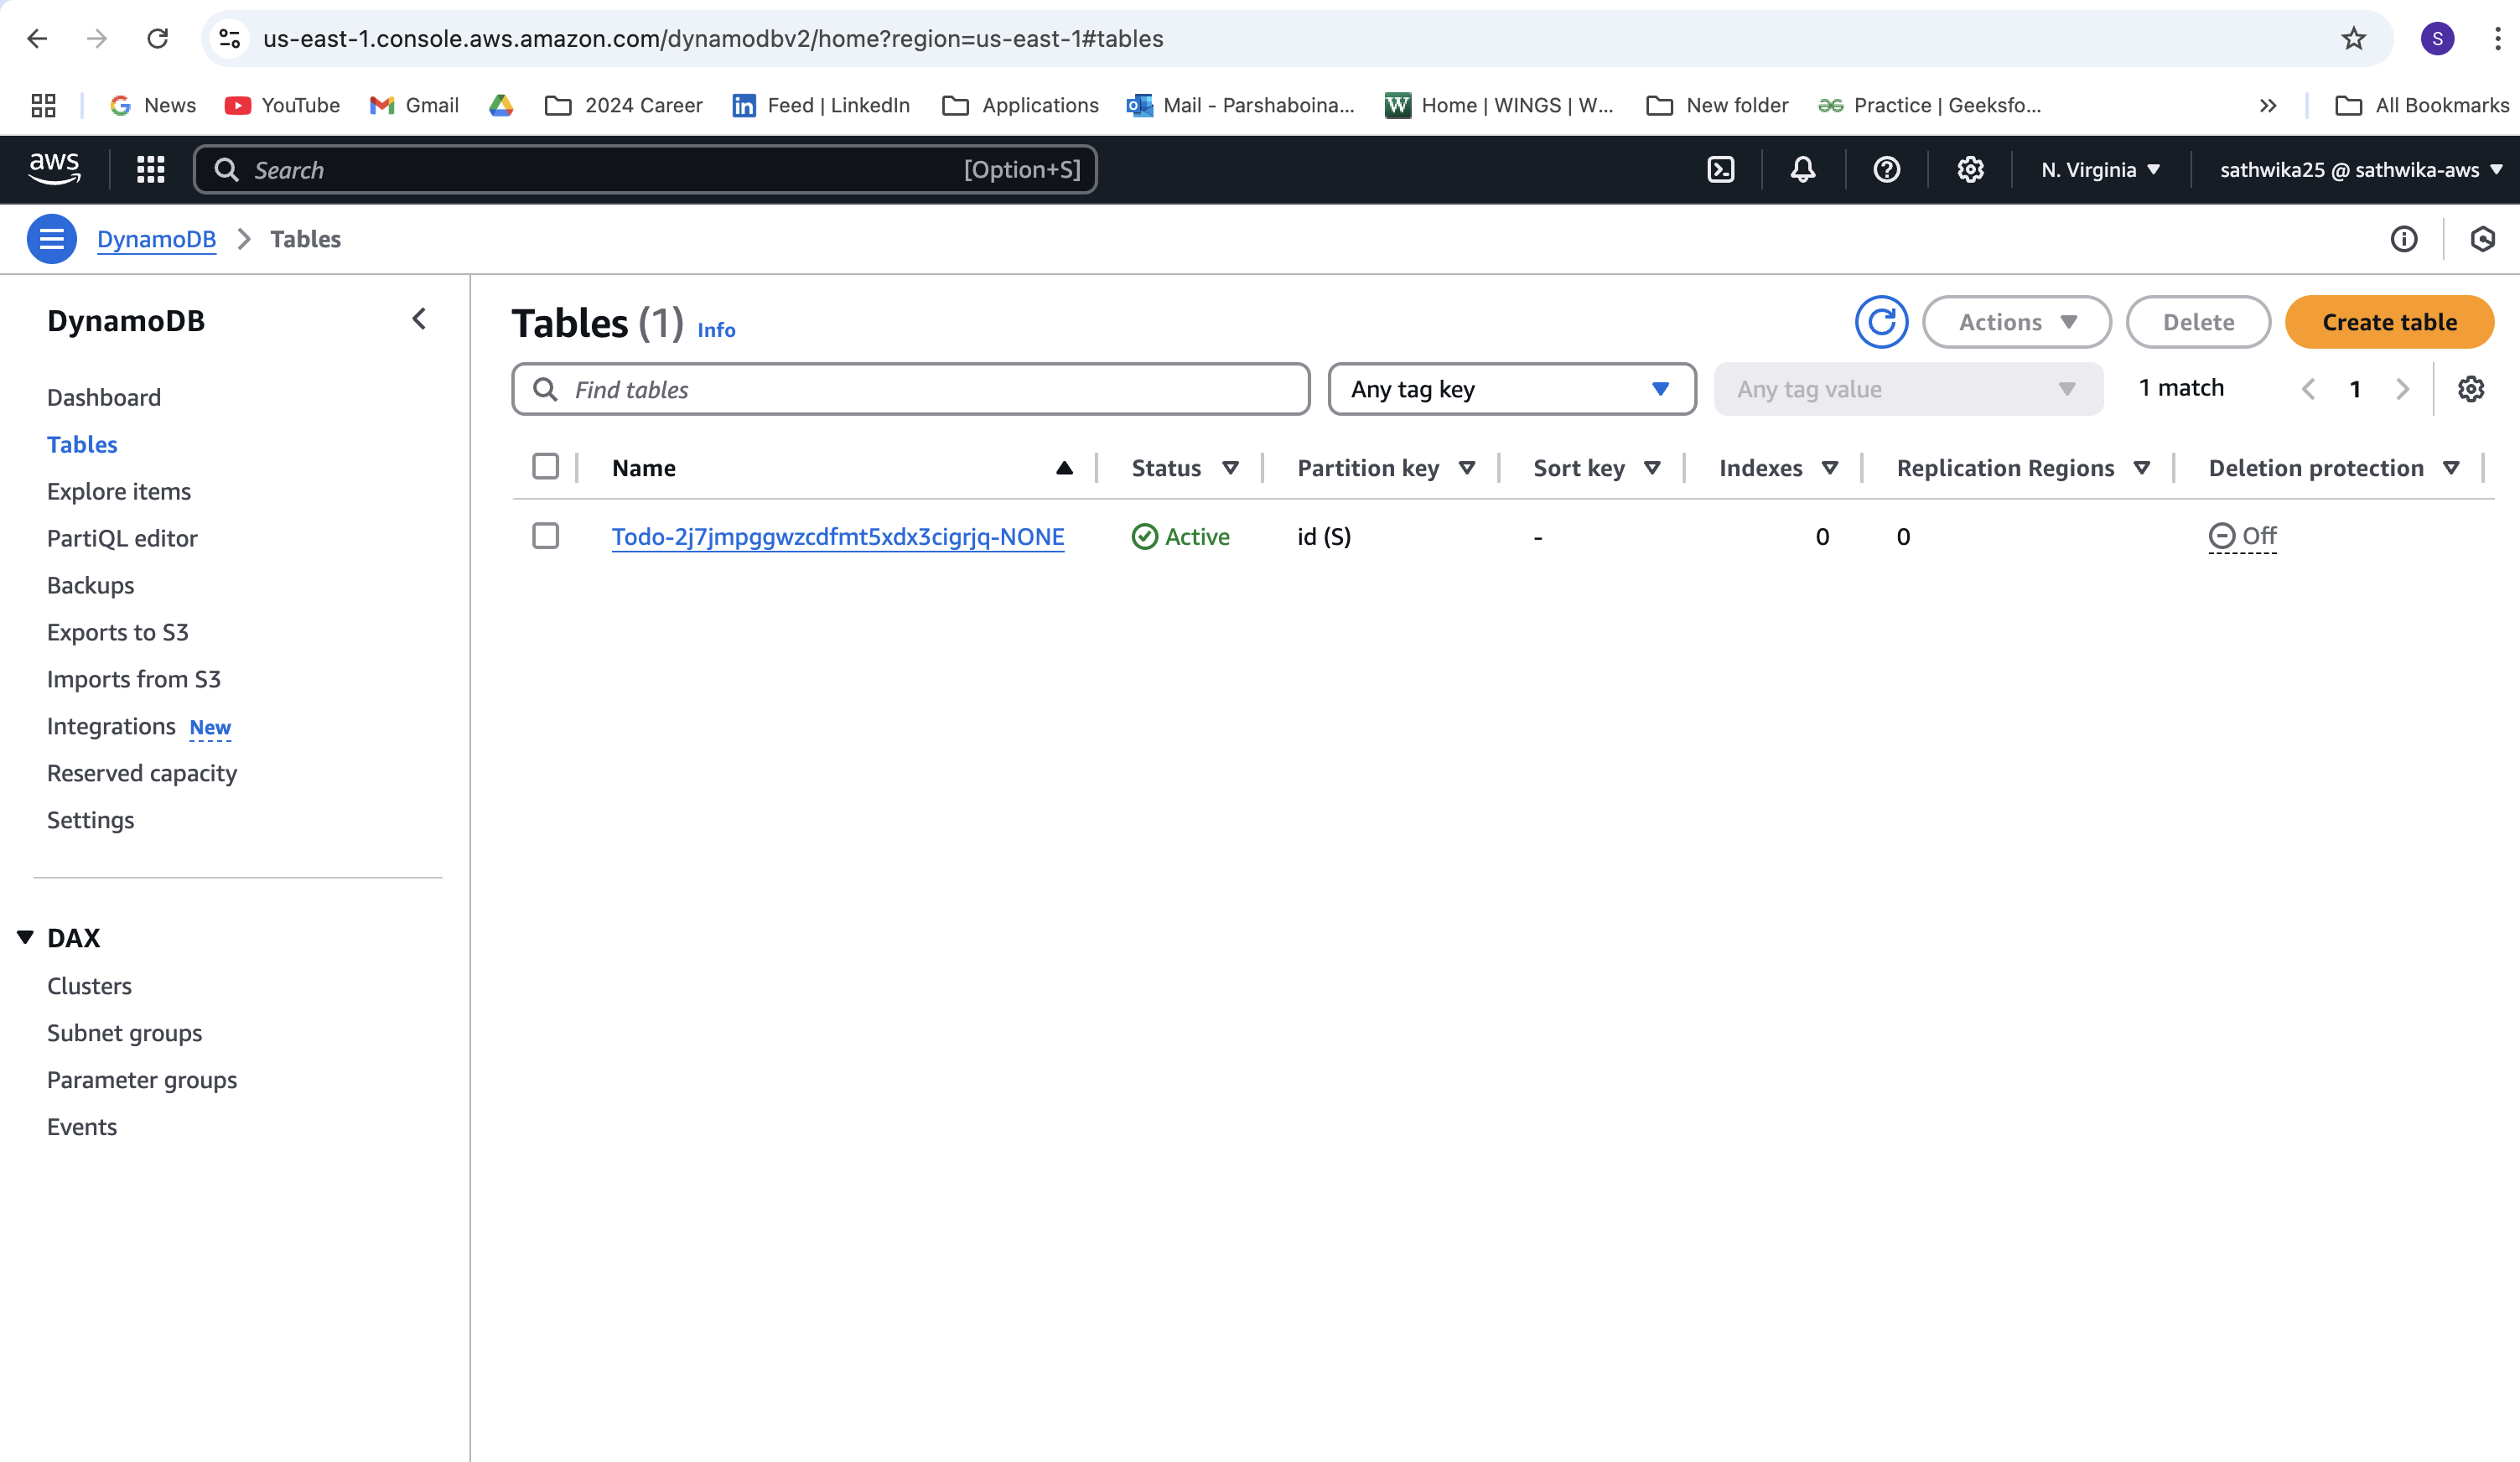 us-east-1.console.aws.amazon.com/dynamodbv2/home?region=us-east-1#tables
S
News YouTube Gmail 2024 Career Feed | LinkedIn Applications Mail - Parshaboina... Home | WINGS | W... New folder Practice | Geeksfo... All Bookmarks
aws Search [Option+S] N. Virginia sathwika25 @ sathwika-aws
DynamoDB Tables
DynamoDB
Dashboard
Tables
Explore items
PartiQL editor
Backups
Exports to S3
Imports from S3
Integrations New
Reserved capacity
Settings
DAX
Clusters
Subnet groups
Parameter groups
Events
Tables (1) Info Actions Delete Create table
Find tables Any tag key Any tag value 1 match 1
Name Status Partition key Sort key Indexes Replication Regions Deletion protection
Todo-2j7jmpggwzcdfmt5xdx3cigrjq-NONE Active id (S) - 0 0 Off